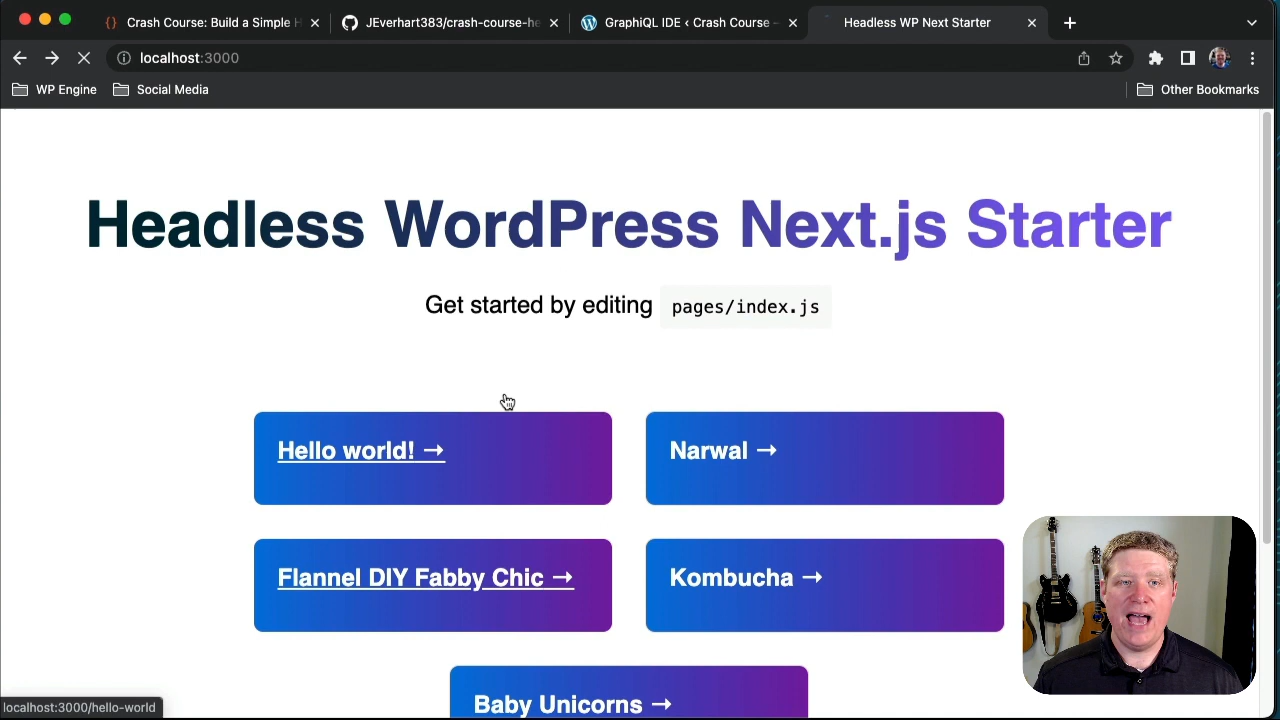 Crash Course: Build a Simple H
JEverhart383/crash-course-he
GraphiQL IDE ‹ Crash Course –
Headless WP Next Starter
localhost:3000
WP Engine
Social Media
Other Bookmarks
Headless WordPress Next.js Starter
Get started by editing pages/index.js
Hello world! →
Narwal →
Flannel DIY Fabby Chic →
Kombucha →
Baby Unicorns →
localhost:3000/hello-world